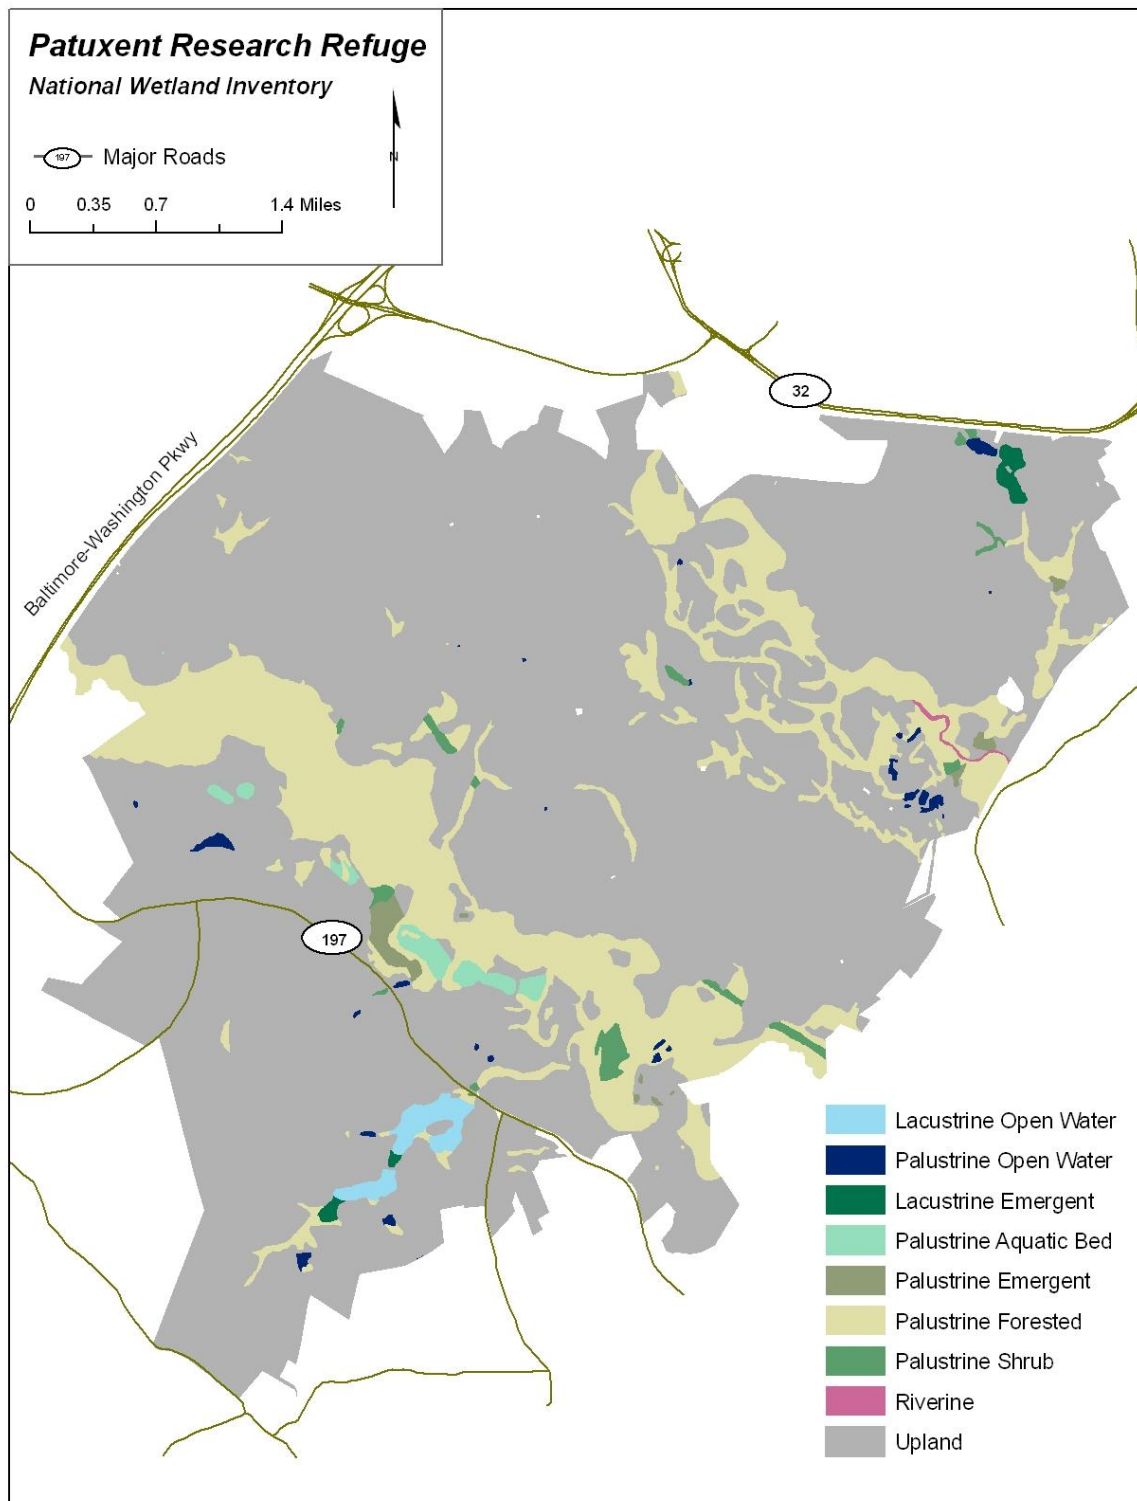 Patuxent Research Refuge
National Wetland Inventory
197 Major Roads
N
0 0.35 0.7 1.4 Miles
32
Baltimore-Washington Pkwy
197
Lacustrine Open Water
Palustrine Open Water
Lacustrine Emergent
Palustrine Aquatic Bed
Palustrine Emergent
Palustrine Forested
Palustrine Shrub
Riverine
Upland